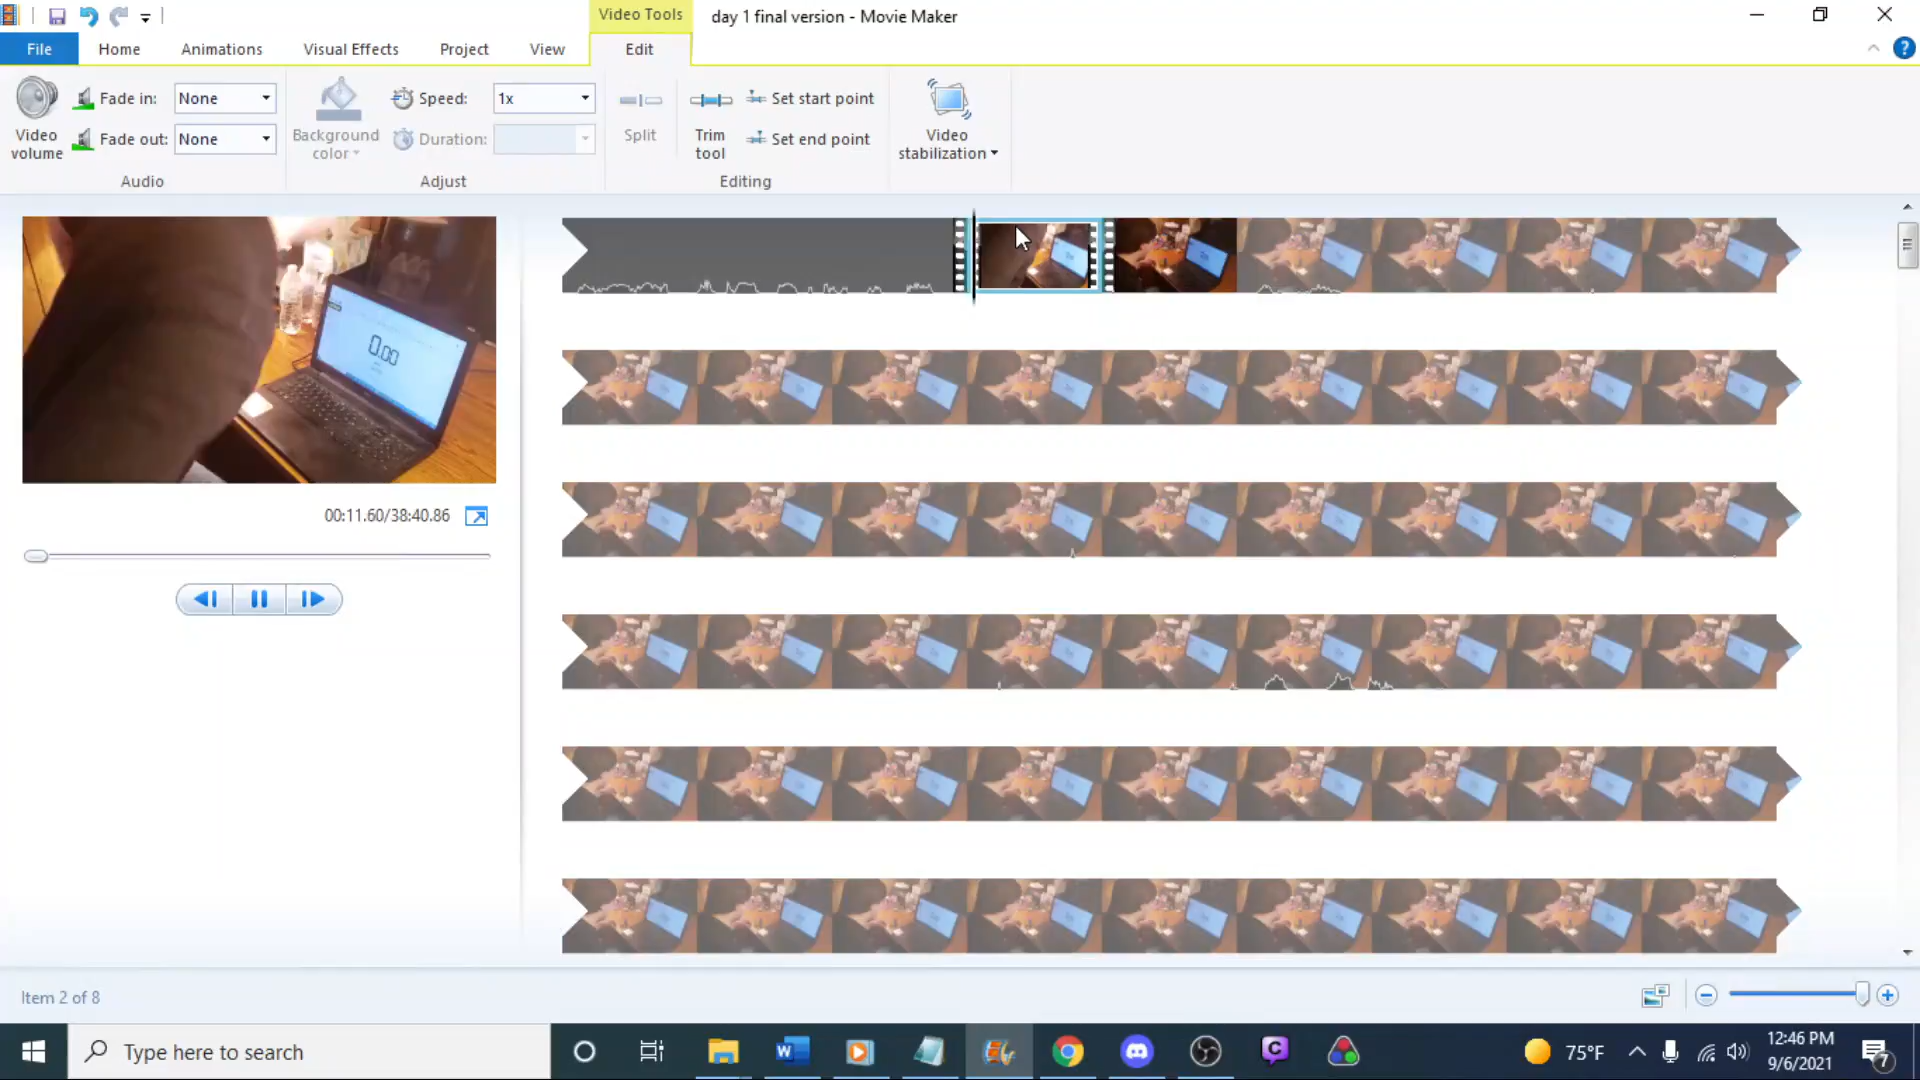 Video Tools
day 1 final version - Movie Maker
File
Home
Animations
Visual Effects
Project
View
Edit
Video
volume
Fade in:
None
Fade out:
None
Audio
Background
color
Speed:
1x
Duration:
Adjust
Split
Trim
tool
Set start point
Set end point
Editing
Video
stabilization
0.00
00:11.60/38:40.86
Item 2 of 8
Type here to search
75°F
12:46 PM
9/6/2021
7